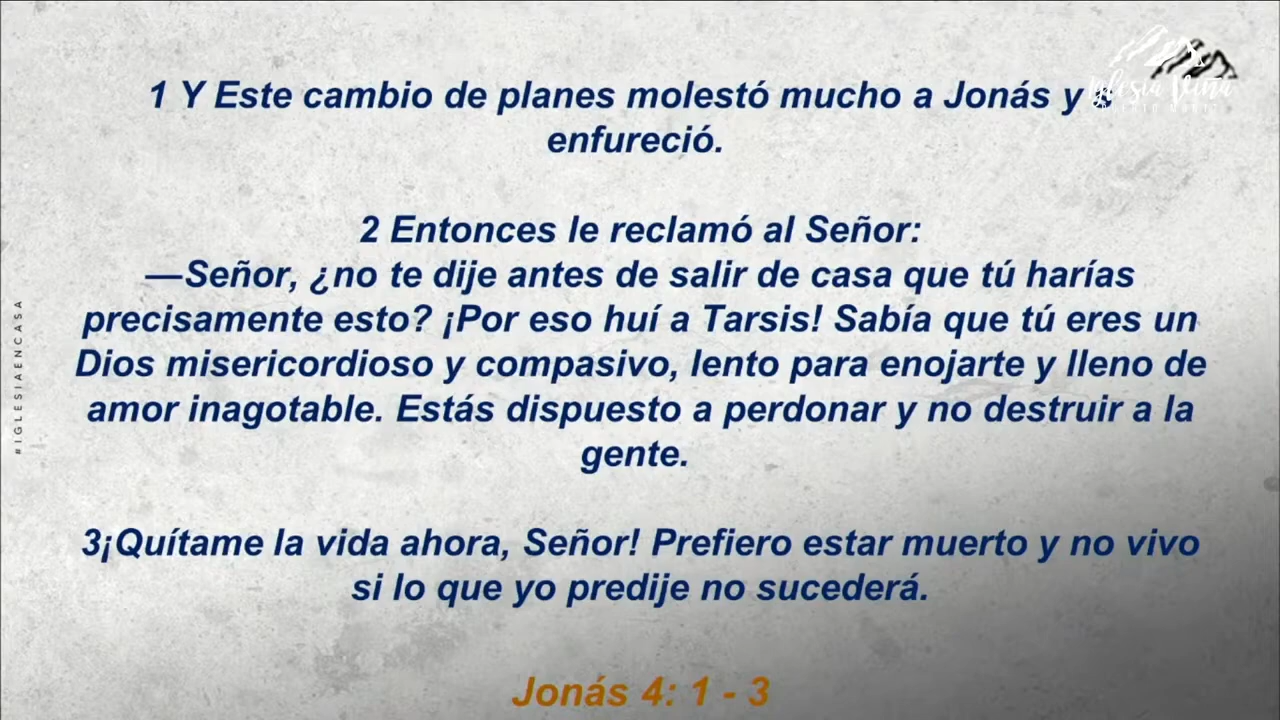 1 Y Este cambio de planes molestó mucho a Jonás y
enfureció.
2 Entonces le reclamó al Señor:
—Señor, ¿no te dije antes de salir de casa que tú harías
precisamente esto? ¡Por eso huí a Tarsis! Sabía que tú eres un
Dios misericordioso y compasivo, lento para enojarte y lleno de
amor inagotable. Estás dispuesto a perdonar y no destruir a la
gente.
3¡Quítame la vida ahora, Señor! Prefiero estar muerto y no vivo
si lo que yo predije no sucederá.
Jonás 4: 1 - 3
#IGLESIAENCASA
Iglesia